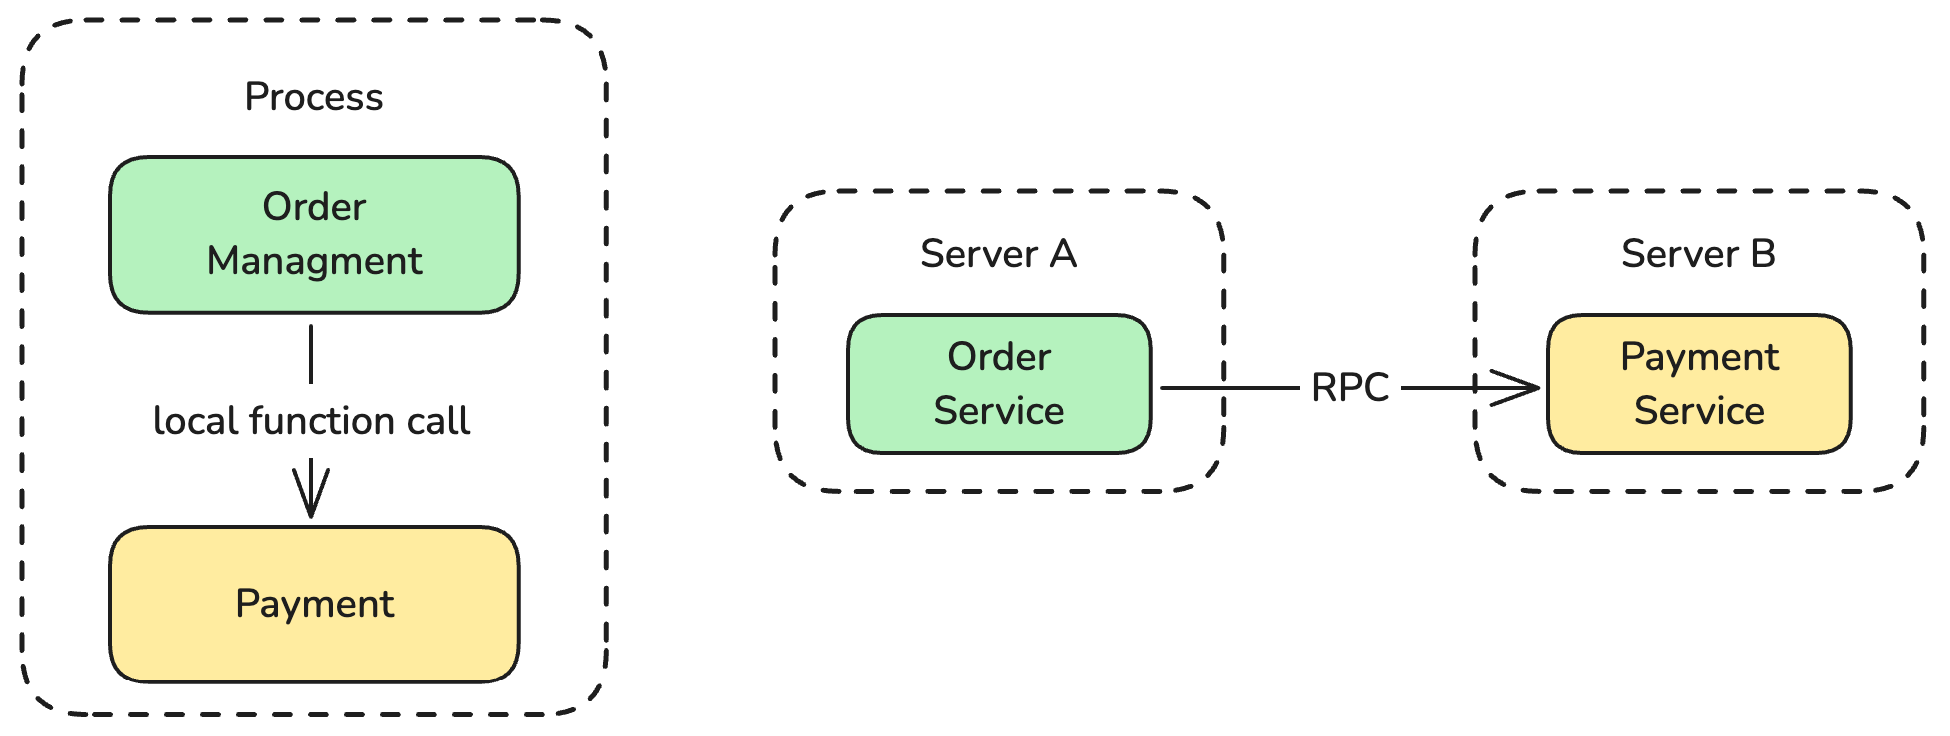 Process
Order
Managment
local function call
Payment
Server A
Order
Service
RPC
Server B
Payment
Service